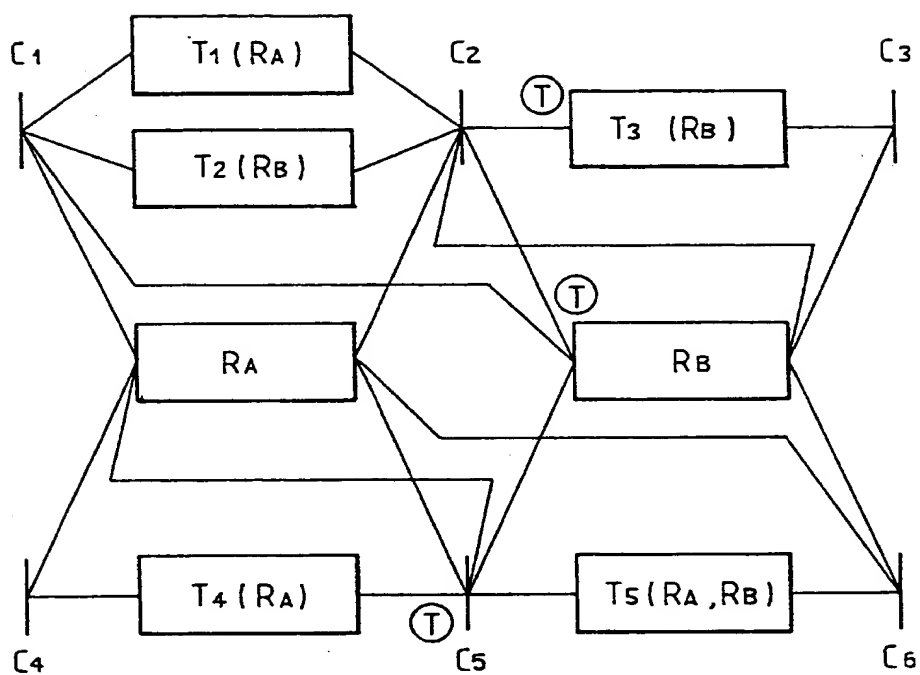 C1
T1 (RA)
C2
C3
T
T3 (RB)
T2 (RB)
T
RA
RB
T4 (RA)
T5 (RA, RB)
T
C4
C5
C6